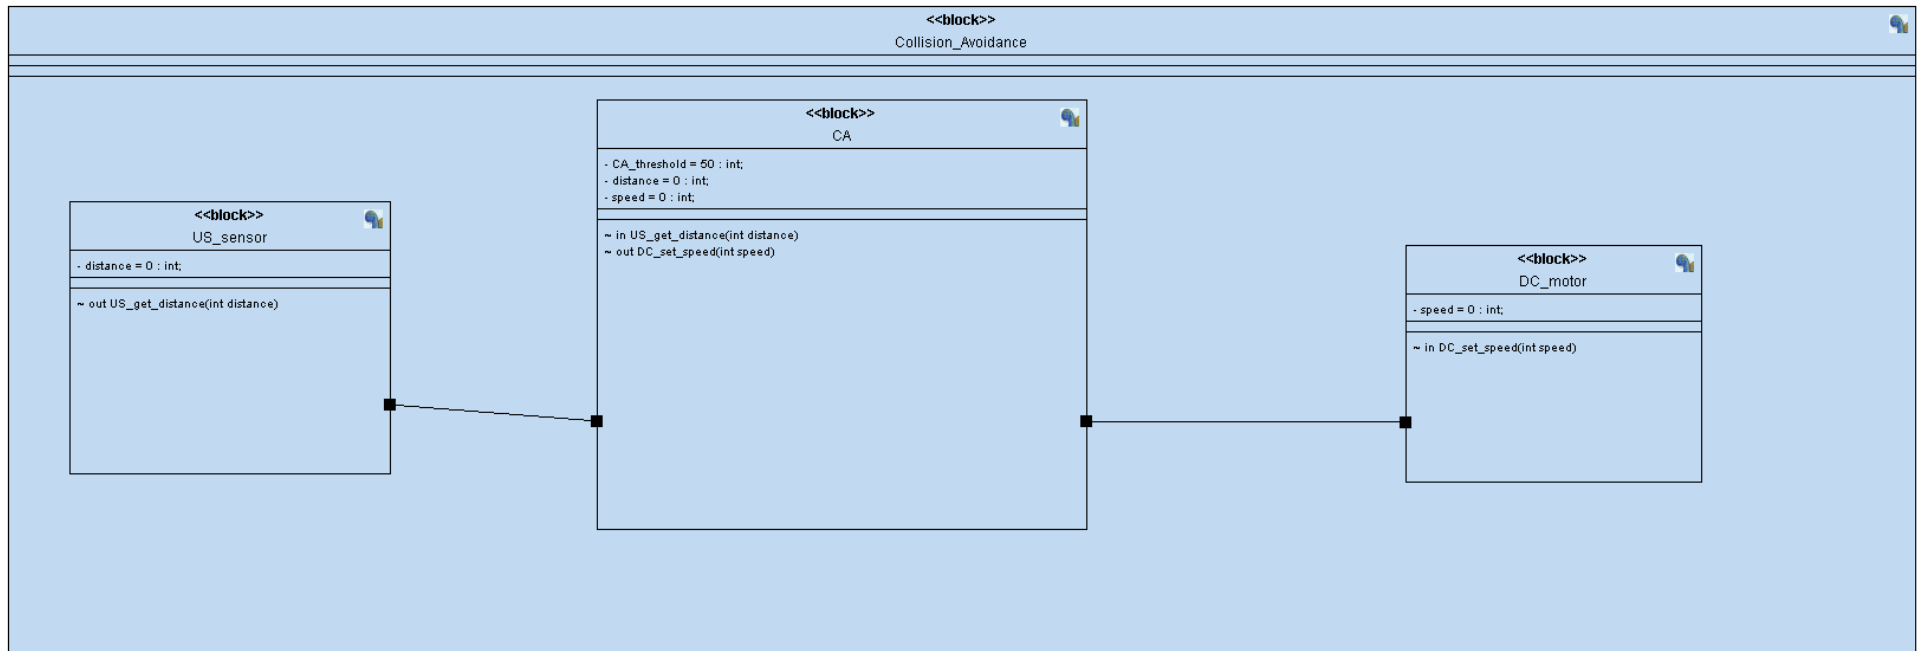 <<block>>
Collision_Avoidance
<<block>>
US_sensor
- distance = 0 : int;
~ out US_get_distance(int distance)
<<block>>
CA
- CA_threshold = 50 : int;
- distance = 0 : int;
- speed = 0 : int;
~ in US_get_distance(int distance)
~ out DC_set_speed(int speed)
<<block>>
DC_motor
- speed = 0 : int;
~ in DC_set_speed(int speed)